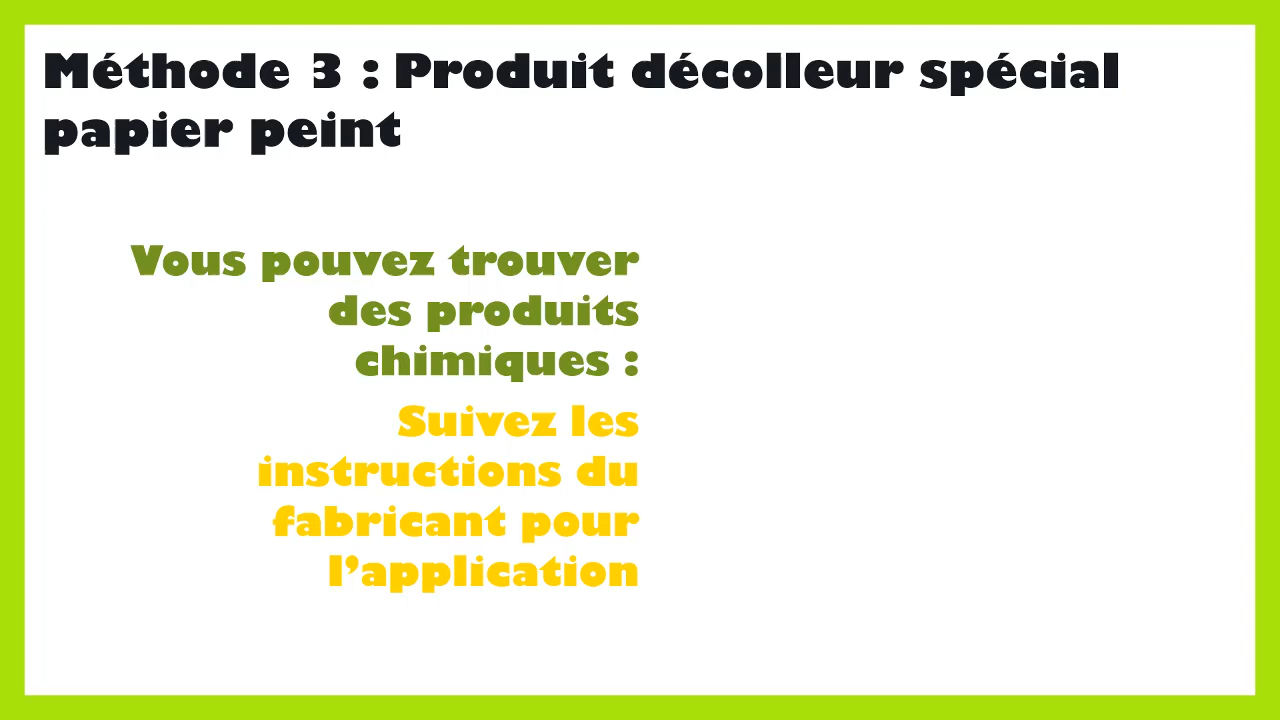 Méthode 3 : Produit décolleur spécial
papier peint
Vous pouvez trouver
des produits
chimiques :
Suivez les
instructions du
fabricant pour
l’application